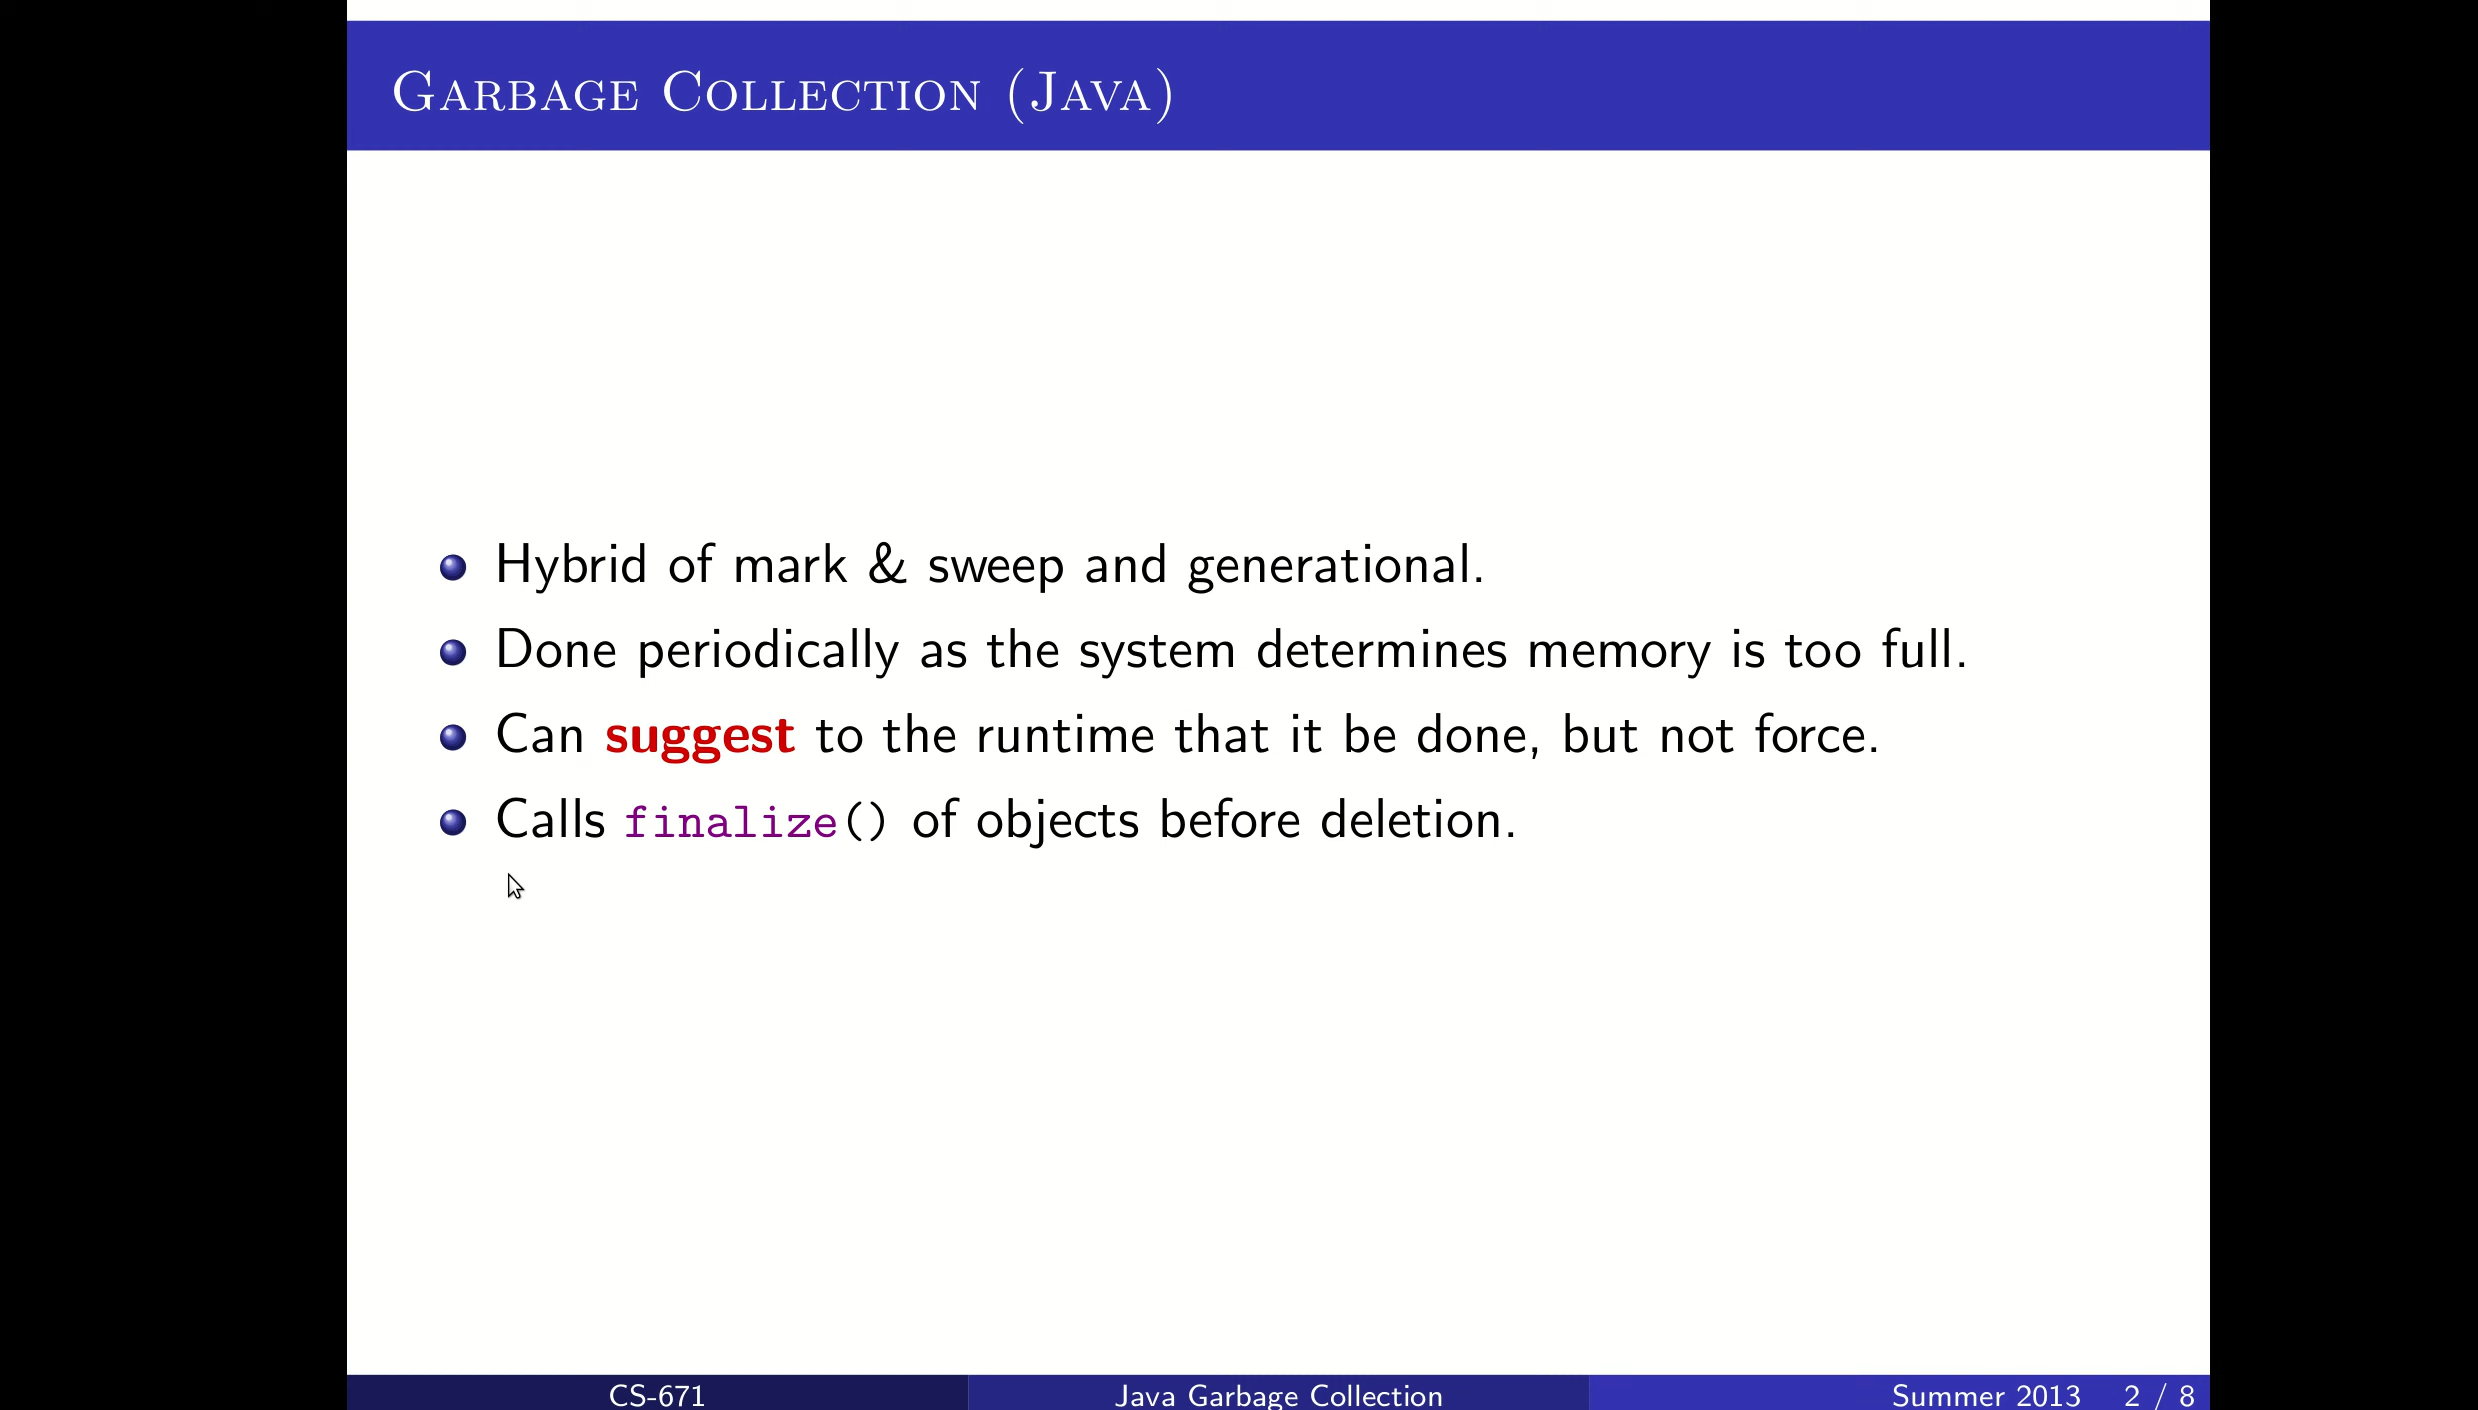 Garbage Collection (Java)
Hybrid of mark & sweep and generational.
Done periodically as the system determines memory is too full.
Can suggest to the runtime that it be done, but not force.
Calls finalize() of objects before deletion.
CS-671 Java Garbage Collection Summer 2013 2 / 8